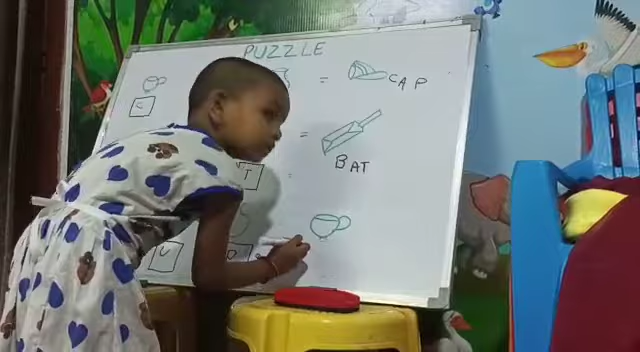 PUZZLE
C = CAP
T = BAT
U P